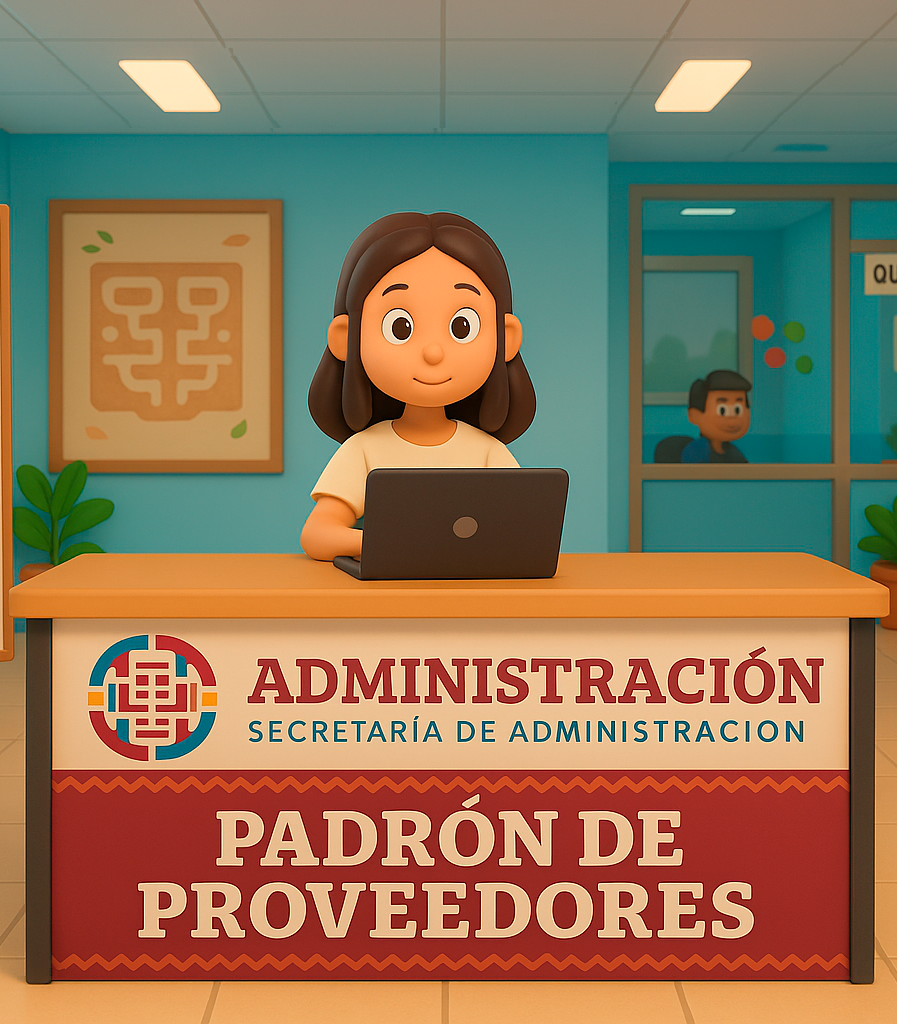 ADMINISTRACIÓN
SECRETARÍA DE ADMINISTRACION
PADRÓN DE
PROVEEDORES